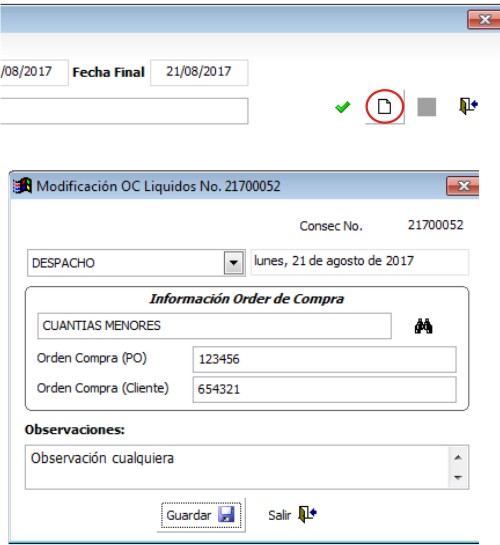 /08/2017 Fecha Final 21/08/2017
Modificación OC Liquidos No. 21700052
Consec No. 21700052
DESPACHO lunes, 21 de agosto de 2017
Información Order de Compra
CUANTIAS MENORES
Orden Compra (PO) 123456
Orden Compra (Cliente) 654321
Observaciones:
Observación cualquiera
Guardar Salir